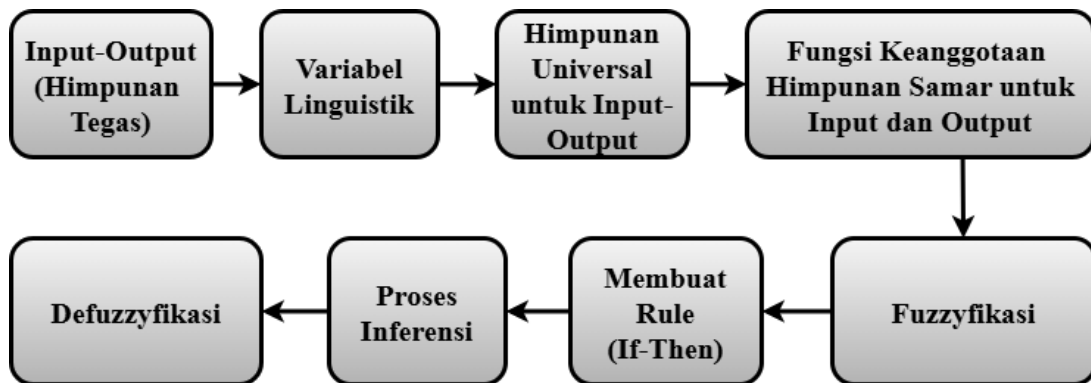 Input-Output
(Himpunan
Tegas)
Variabel
Linguistik
Himpunan
Universal
untuk Input-
Output
Fungsi Keanggotaan
Himpunan Samar untuk
Input dan Output
Fuzzyfikasi
Membuat
Rule
(If-Then)
Proses
Inferensi
Defuzzyfikasi